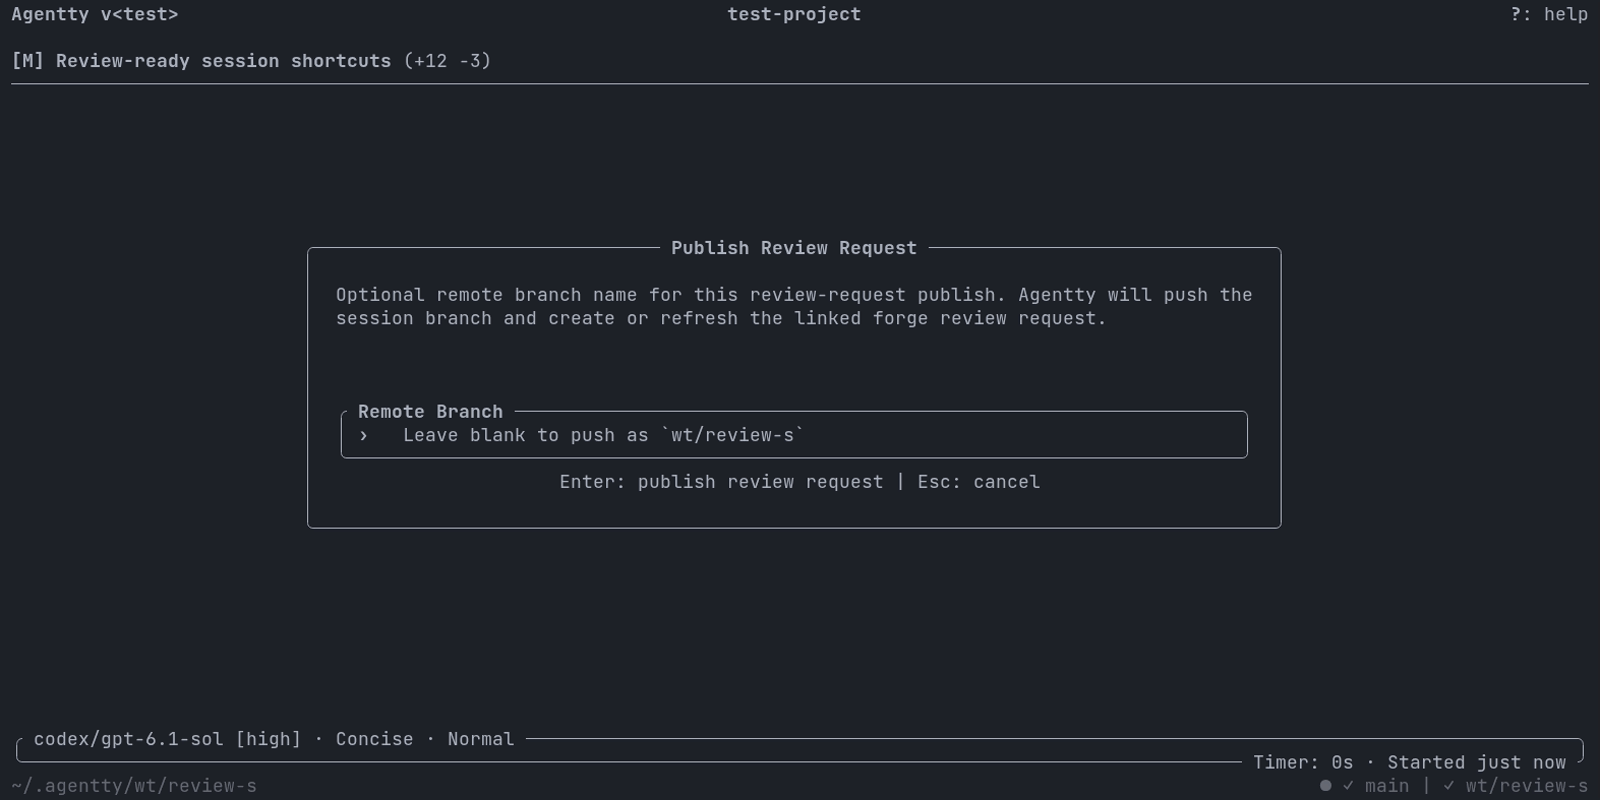 Agentty v<test> test-project ?: help
[M] Review-ready session shortcuts (+12 -3)
Publish Review Request
Optional remote branch name for this review-request publish. Agentty will push the
session branch and create or refresh the linked forge review request.
Remote Branch
› Leave blank to push as `wt/review-s`
Enter: publish review request | Esc: cancel
codex/gpt-6.1-sol [high] · Concise · Normal
Timer: 0s · Started just now
~/.agentty/wt/review-s ● ✓ main | ✓ wt/review-s